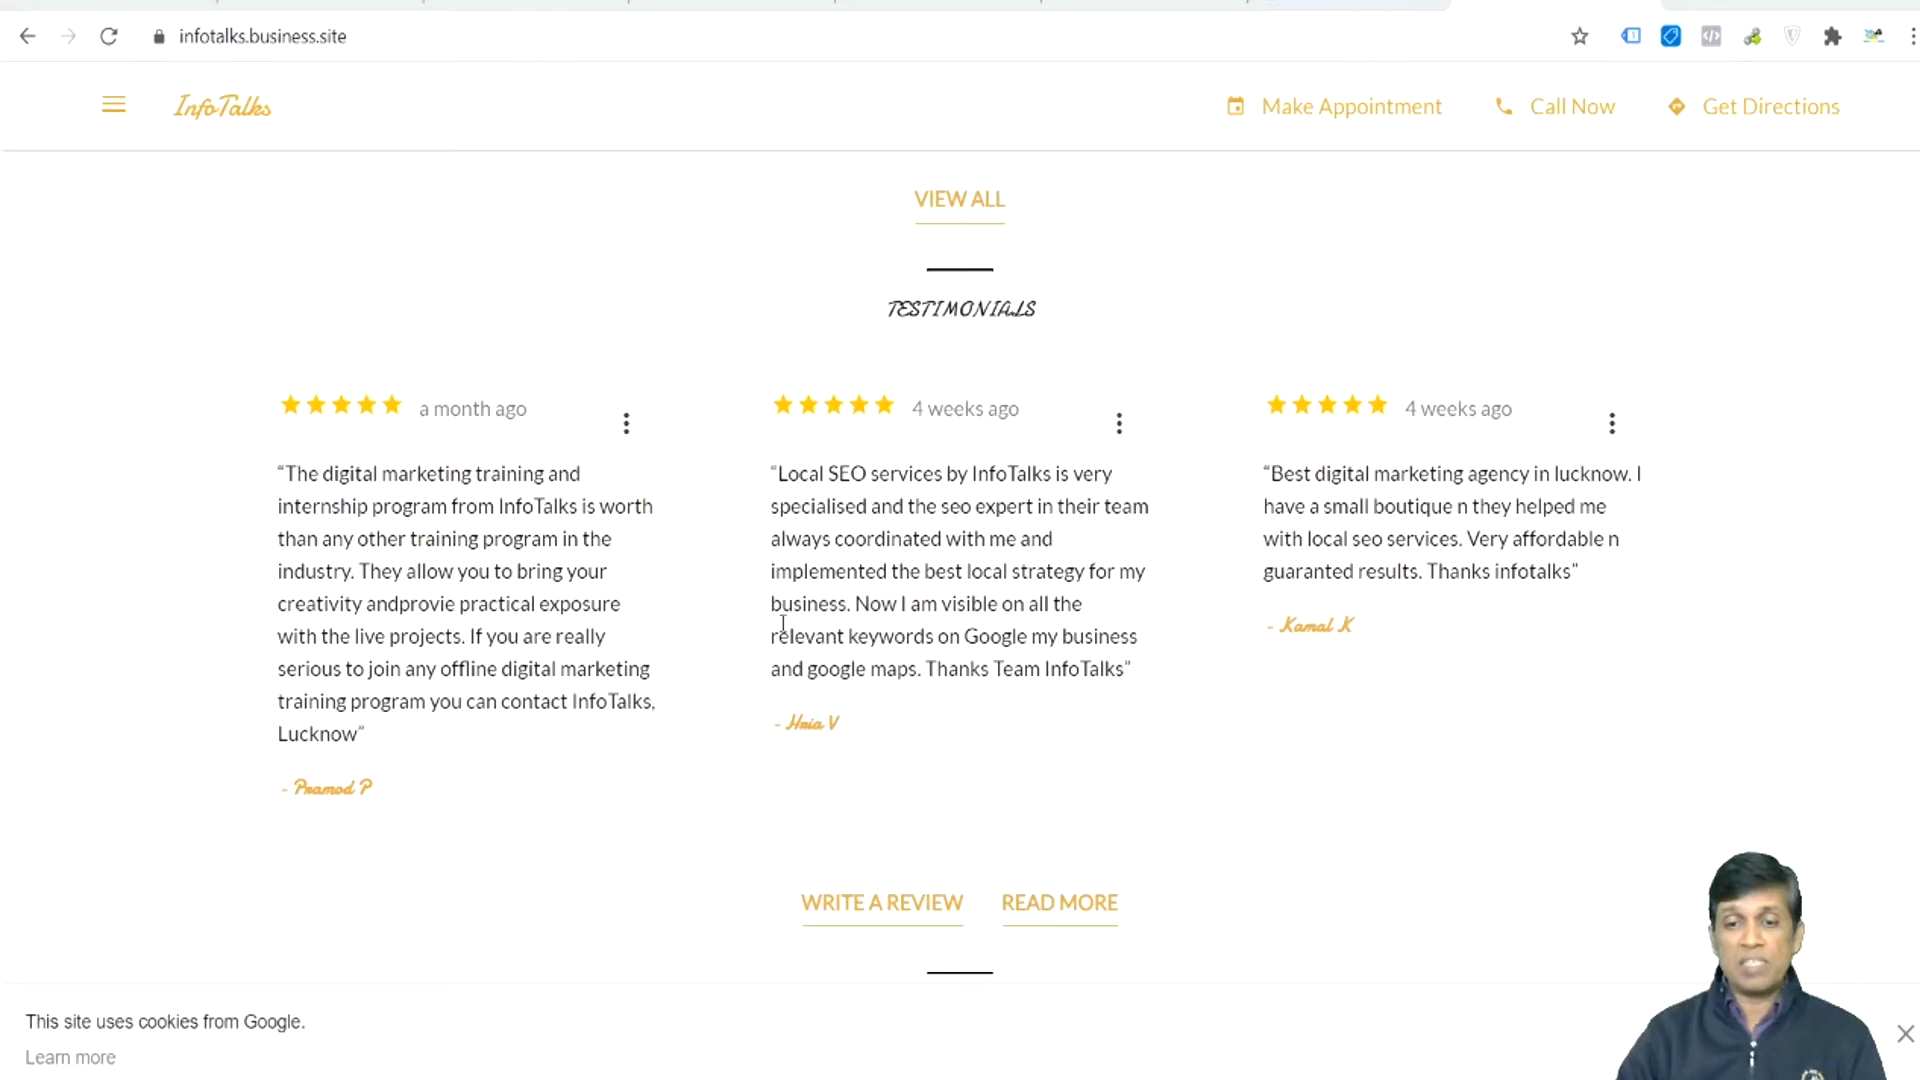 infotalks.business.site
InfoTalks
Make Appointment
Call Now
Get Directions
VIEW ALL
TESTIMONIALS
a month ago
“The digital marketing training and
internship program from InfoTalks is worth
than any other training program in the
industry. They allow you to bring your
creativity andprovie practical exposure
with the live projects. If you are really
serious to join any offline digital marketing
training program you can contact InfoTalks,
Lucknow”
- Pramod P
4 weeks ago
“Local SEO services by InfoTalks is very
specialised and the seo expert in their team
always coordinated with me and
implemented the best local strategy for my
business. Now I am visible on all the
relevant keywords on Google my business
and google maps. Thanks Team InfoTalks”
- Hria V
4 weeks ago
“Best digital marketing agency in lucknow. I
have a small boutique n they helped me
with local seo services. Very affordable n
guaranted results. Thanks infotalks”
- Kamal K
WRITE A REVIEW
READ MORE
This site uses cookies from Google.
Learn more